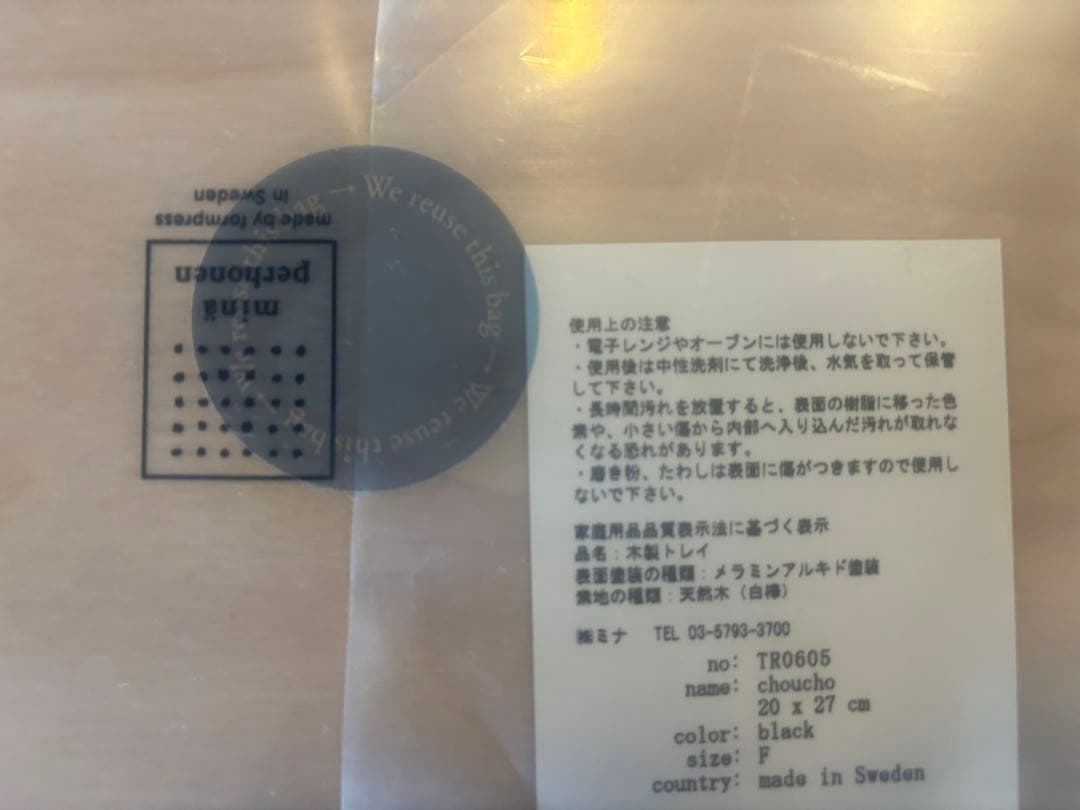 made by formpress
in Sweden
minä
perhonen
We reuse this bag → We reuse this bag → We reuse this bag →
使用上の注意
・電子レンジやオーブンには使用しないで下さい。
・使用後は中性洗剤にて洗浄後、水気を取って保管
して下さい。
・長時間汚れを放置すると、表面の樹脂に移った色
素や、小さい傷から内部へ入り込んだ汚れが取れな
くなる恐れがあります。
・磨き粉、たわしは表面に傷がつきますので使用し
ないで下さい。
家庭用品品質表示法に基づく表示
品名：木製トレイ
表面塗装の種類：メラミンアルキド塗装
素地の種類：天然木（白樺）
㈱ミナ TEL 03-5793-3700
no: TR0605
name: choucho
20 x 27 cm
color: black
size: F
country: made in Sweden